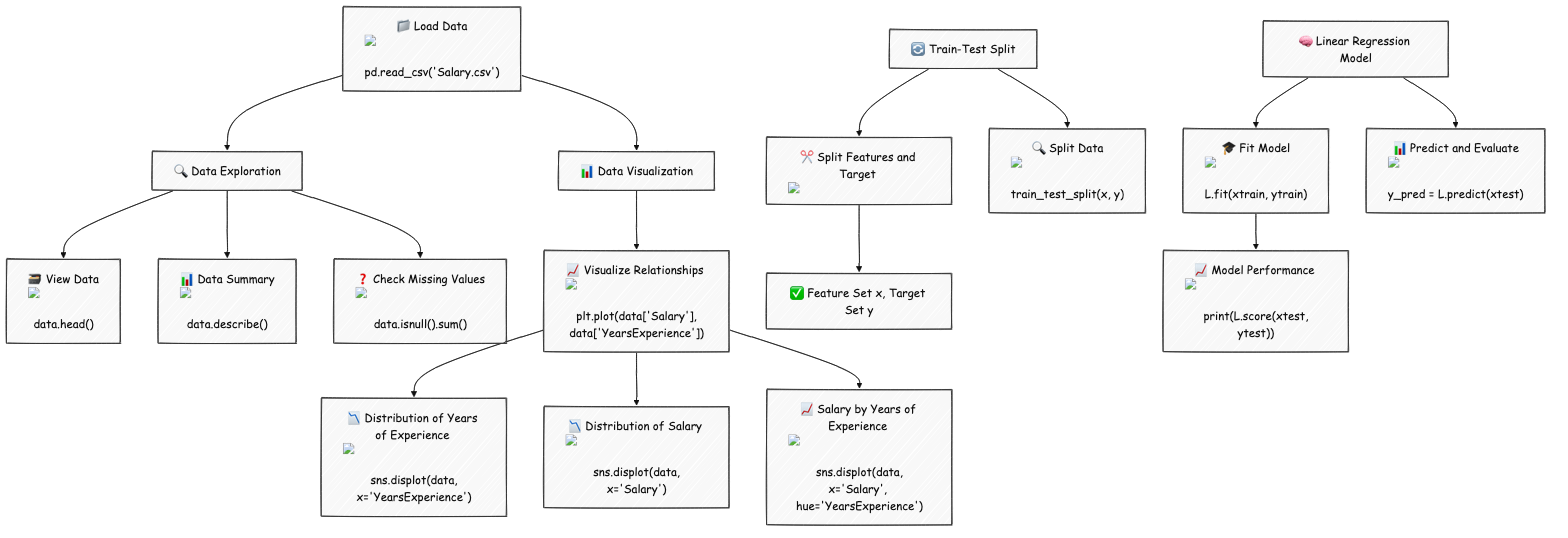 📁 Load Data
pd.read_csv('Salary.csv')
🔍 Data Exploration
📊 Data Visualization
🗃️ View Data
data.head()
📊 Data Summary
data.describe()
❓ Check Missing Values
data.isnull().sum()
📈 Visualize Relationships
plt.plot(data['Salary'],
data['YearsExperience'])
📉 Distribution of Years
of Experience
sns.displot(data,
x='YearsExperience')
📉 Distribution of Salary
sns.displot(data,
x='Salary')
📈 Salary by Years of
Experience
sns.displot(data,
x='Salary',
hue='YearsExperience')
🔄 Train-Test Split
✂️ Split Features and
Target
✅ Feature Set x, Target
Set y
🔍 Split Data
train_test_split(x, y)
🧠 Linear Regression
Model
🎓 Fit Model
L.fit(xtrain, ytrain)
📈 Model Performance
print(L.score(xtest,
ytest))
📊 Predict and Evaluate
y_pred = L.predict(xtest)